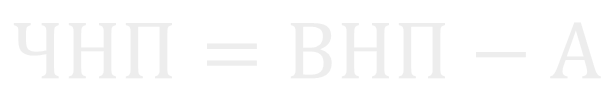 ЧНП = ВНП − А